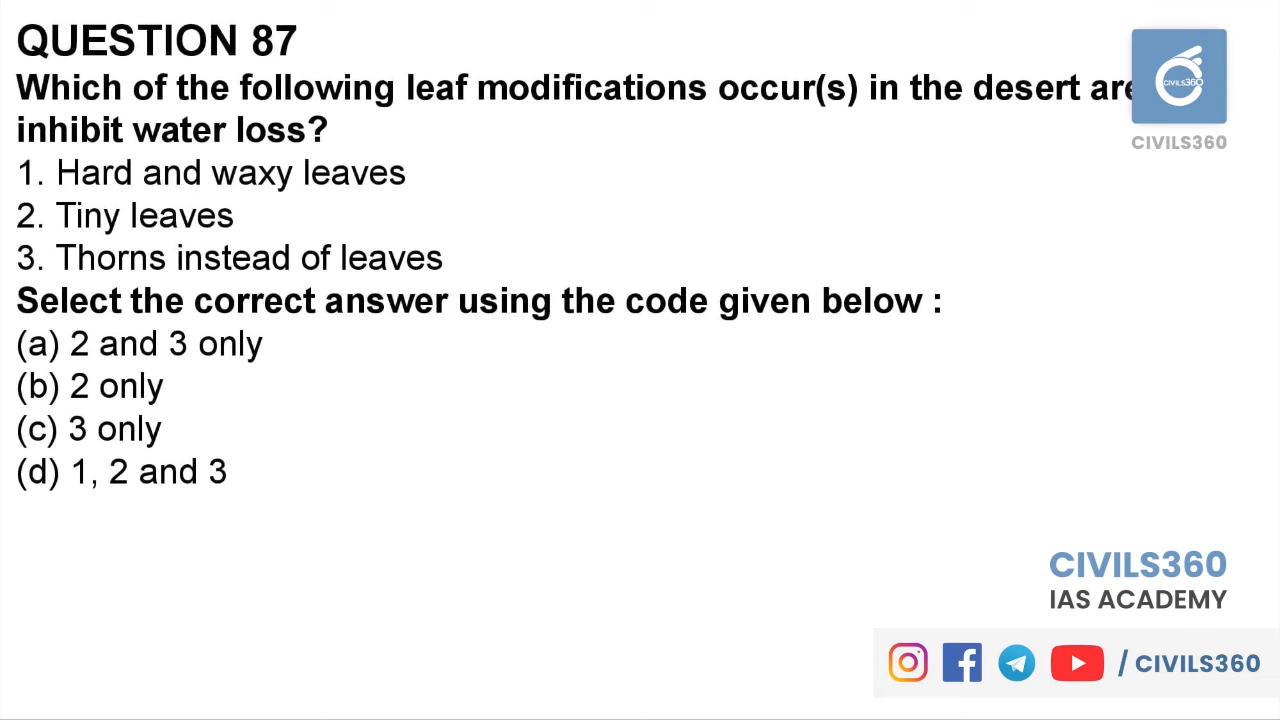 QUESTION 87
Which of the following leaf modifications occur(s) in the desert
inhibit water loss?
1. Hard and waxy leaves
2. Tiny leaves
3. Thorns instead of leaves
Select the correct answer using the code given below :
(a) 2 and 3 only
(b) 2 only
(c) 3 only
(d) 1, 2 and 3
CIVILS360
CIVILS360
CIVILS360
IAS ACADEMY
/ CIVILS360